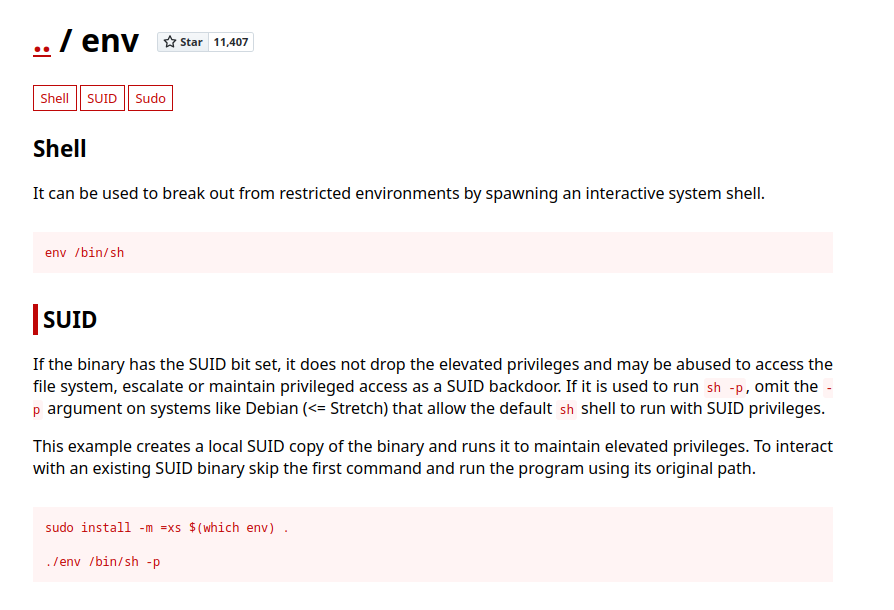 .. / env Star 11,407
Shell SUID Sudo
Shell
It can be used to break out from restricted environments by spawning an interactive system shell.
env /bin/sh
SUID
If the binary has the SUID bit set, it does not drop the elevated privileges and may be abused to access the
file system, escalate or maintain privileged access as a SUID backdoor. If it is used to run sh -p, omit the -
p argument on systems like Debian (<= Stretch) that allow the default sh shell to run with SUID privileges.
This example creates a local SUID copy of the binary and runs it to maintain elevated privileges. To interact
with an existing SUID binary skip the first command and run the program using its original path.
sudo install -m =xs $(which env) .
./env /bin/sh -p